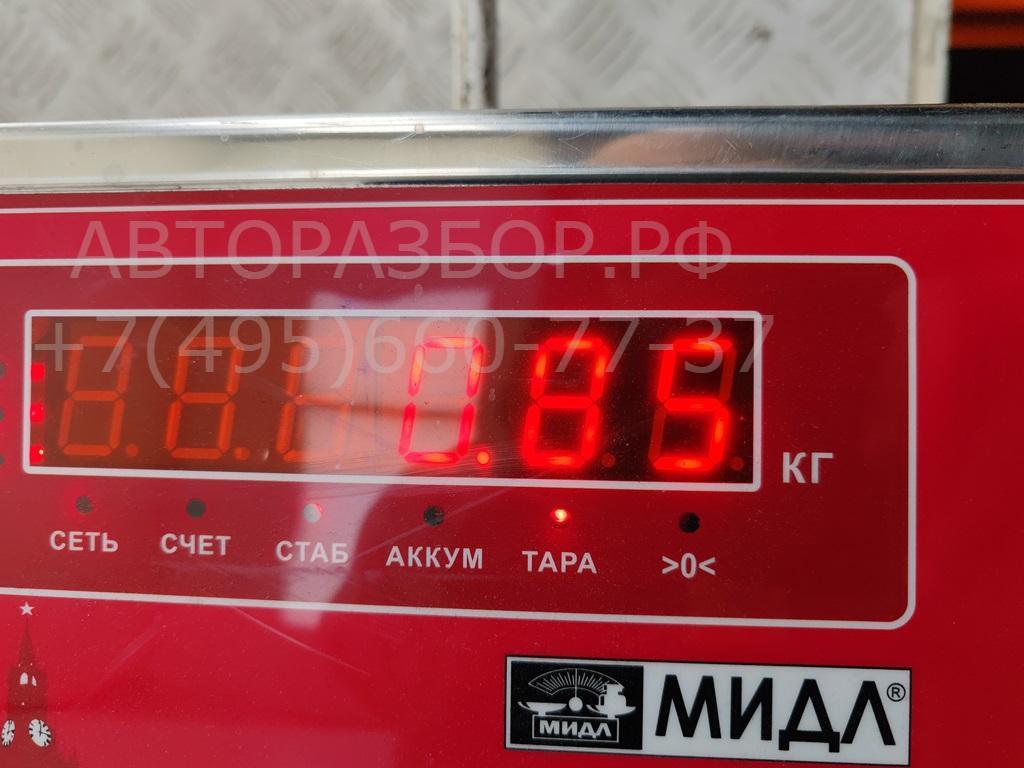 АВТОРАЗБОР.РФ
+7(495)660-77-37
0.85 КГ
СЕТЬ СЧЕТ СТАБ АККУМ ТАРА >0<
МИДЛ МИДЛ®